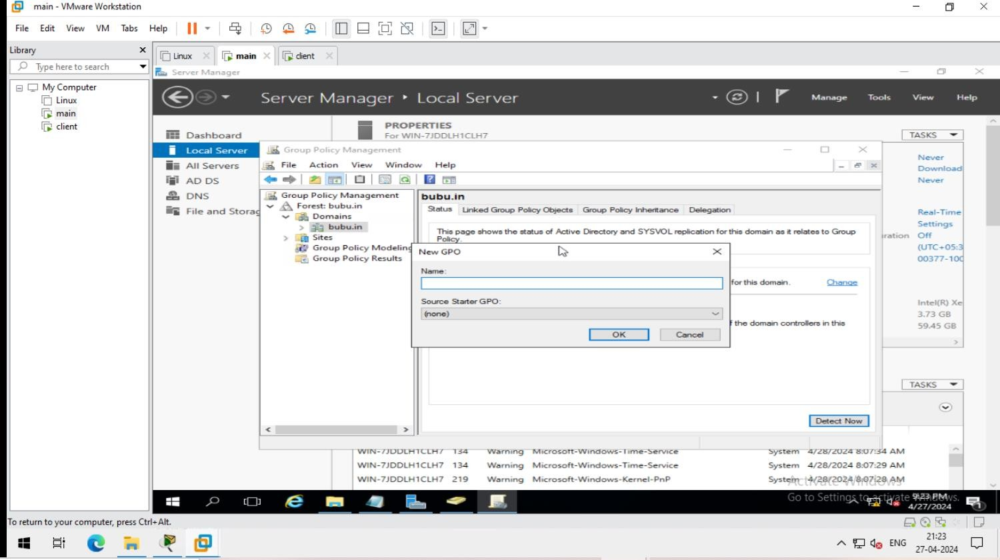 main - VMware Workstation
File Edit View VM Tabs Help
Library
Type here to search
My Computer
Linux
main
client
Linux main client
Server Manager
Server Manager • Local Server
Manage Tools View Help
Dashboard
Local Server
All Servers
AD DS
DNS
File and Storag
PROPERTIES
For WIN-7JDDLH1CLH7
TASKS
Never
Download
Never
Real-Time
Settings
uration Off
(UTC+05:3
00377-100
Intel(R) Xe
3.73 GB
59.45 GB
TASKS
Group Policy Management
File Action View Window Help
Group Policy Management
Forest: bubu.in
Domains
bubu.in
Sites
Group Policy Modeling
Group Policy Results
bubu.in
Status Linked Group Policy Objects Group Policy Inheritance Delegation
This page shows the status of Active Directory and SYSVOL replication for this domain as it relates to Group
Policy.
for this domain. Change
f the domain controllers in this
Detect Now
New GPO
Name:
Source Starter GPO:
(none)
OK Cancel
WIN-7JDDLH1CLH7 134 Warning Microsoft-Windows-Time-Service System 4/28/2024 8:07:34 AM
WIN-7JDDLH1CLH7 134 Warning Microsoft-Windows-Time-Service System 4/28/2024 8:07:29 AM
WIN-7JDDLH1CLH7 219 Warning Microsoft-Windows-Kernel-PnP System 4/28/2024 8:07:28 AM
Activate Windows
Go to Settings to activate Windows.
9:23 PM
4/27/2024
1
To return to your computer, press Ctrl+Alt.
ENG
21:23
27-04-2024